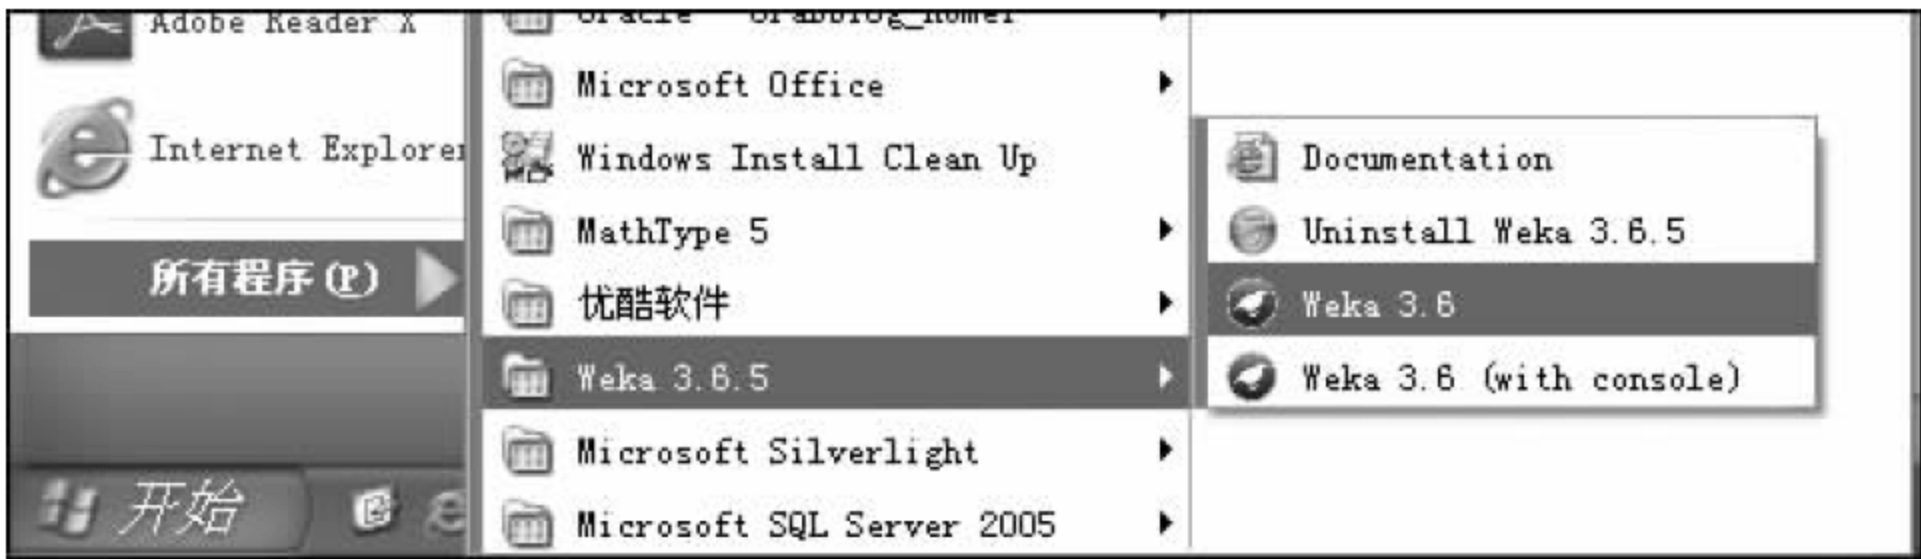 Adobe Reader X
Internet Explorer
所有程序(P)
开始
Microsoft Office
Windows Install Clean Up
MathType 5
优酷软件
Weka 3.6.5
Microsoft Silverlight
Microsoft SQL Server 2005
Documentation
Uninstall Weka 3.6.5
Weka 3.6
Weka 3.6 (with console)